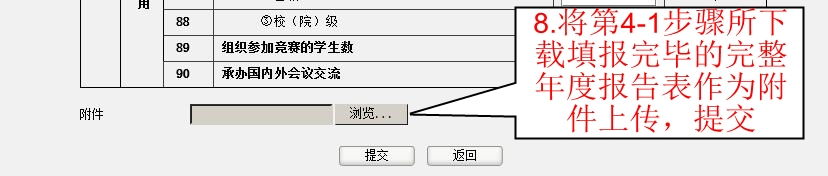 用
88 ⑤校（院）级
89 组织参加竞赛的学生数
90 承办国内外会议交流
附件 浏览...
8.将第4-1步骤所下
载填报完毕的完整
年度报告表作为附
件上传，提交
提交 返回